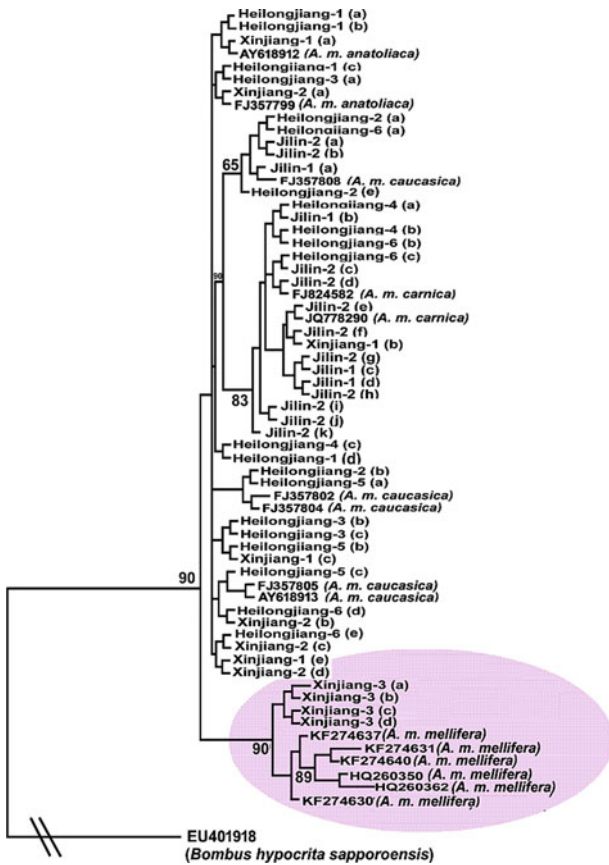 Heilongjiang-1 (a)
Heilongjiang-1 (b)
Xinjiang-1 (a)
AY618912 (A. m. anatoliaca)
Heilongjiang-1 (c)
Heilongjiang-3 (a)
Xinjiang-2 (a)
FJ357799 (A. m. anatoliaca)
Heilongjiang-2 (a)
Heilongjiang-6 (a)
Jilin-2 (a)
Jilin-2 (b)
65
Jilin-1 (a)
FJ357808 (A. m. caucasica)
Heilongjiang-2 (e)
Heilongjiang-4 (a)
Jilin-1 (b)
Heilongjiang-4 (b)
Heilongjiang-6 (b)
Heilongjiang-6 (c)
Jilin-2 (c)
90
Jilin-2 (d)
FJ824582 (A. m. carnica)
Jilin-2 (e)
JQ778290 (A. m. carnica)
Jilin-2 (f)
Xinjiang-1 (b)
Jilin-2 (g)
Jilin-1 (c)
Jilin-1 (d)
Jilin-2 (h)
83
Jilin-2 (i)
Jilin-2 (j)
Jilin-2 (k)
Heilongjiang-4 (c)
Heilongjiang-1 (d)
Heilongjiang-2 (b)
Heilongjiang-5 (a)
FJ357802 (A. m. caucasica)
FJ357804 (A. m. caucasica)
Heilongjiang-3 (b)
Heilongjiang-3 (c)
Heilongjiang-5 (b)
Xinjiang-1 (c)
Heilongjiang-5 (c)
90
FJ357805 (A. m. caucasica)
AY618913 (A. m. caucasica)
Heilongjiang-6 (d)
Xinjiang-2 (b)
Heilongjiang-6 (e)
Xinjiang-2 (c)
Xinjiang-1 (e)
Xinjiang-2 (d)
Xinjiang-3 (a)
Xinjiang-3 (b)
Xinjiang-3 (c)
Xinjiang-3 (d)
KF274637 (A. m. mellifera)
90
KF274631 (A. m. mellifera)
KF274640 (A. m. mellifera)
89
HQ260350 (A. m. mellifera)
HQ260362 (A. m. mellifera)
KF274630 (A. m. mellifera)
EU401918
(Bombus hypocrita sapporoensis)